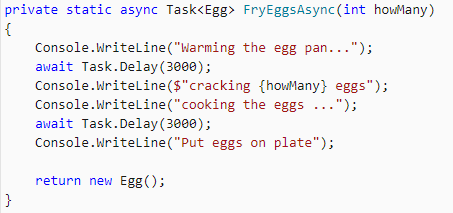 private static async Task<Egg> FryEggsAsync(int howMany)
{
    Console.WriteLine("Warming the egg pan...");
    await Task.Delay(3000);
    Console.WriteLine($"cracking {howMany} eggs");
    Console.WriteLine("cooking the eggs ...");
    await Task.Delay(3000);
    Console.WriteLine("Put eggs on plate");

    return new Egg();
}